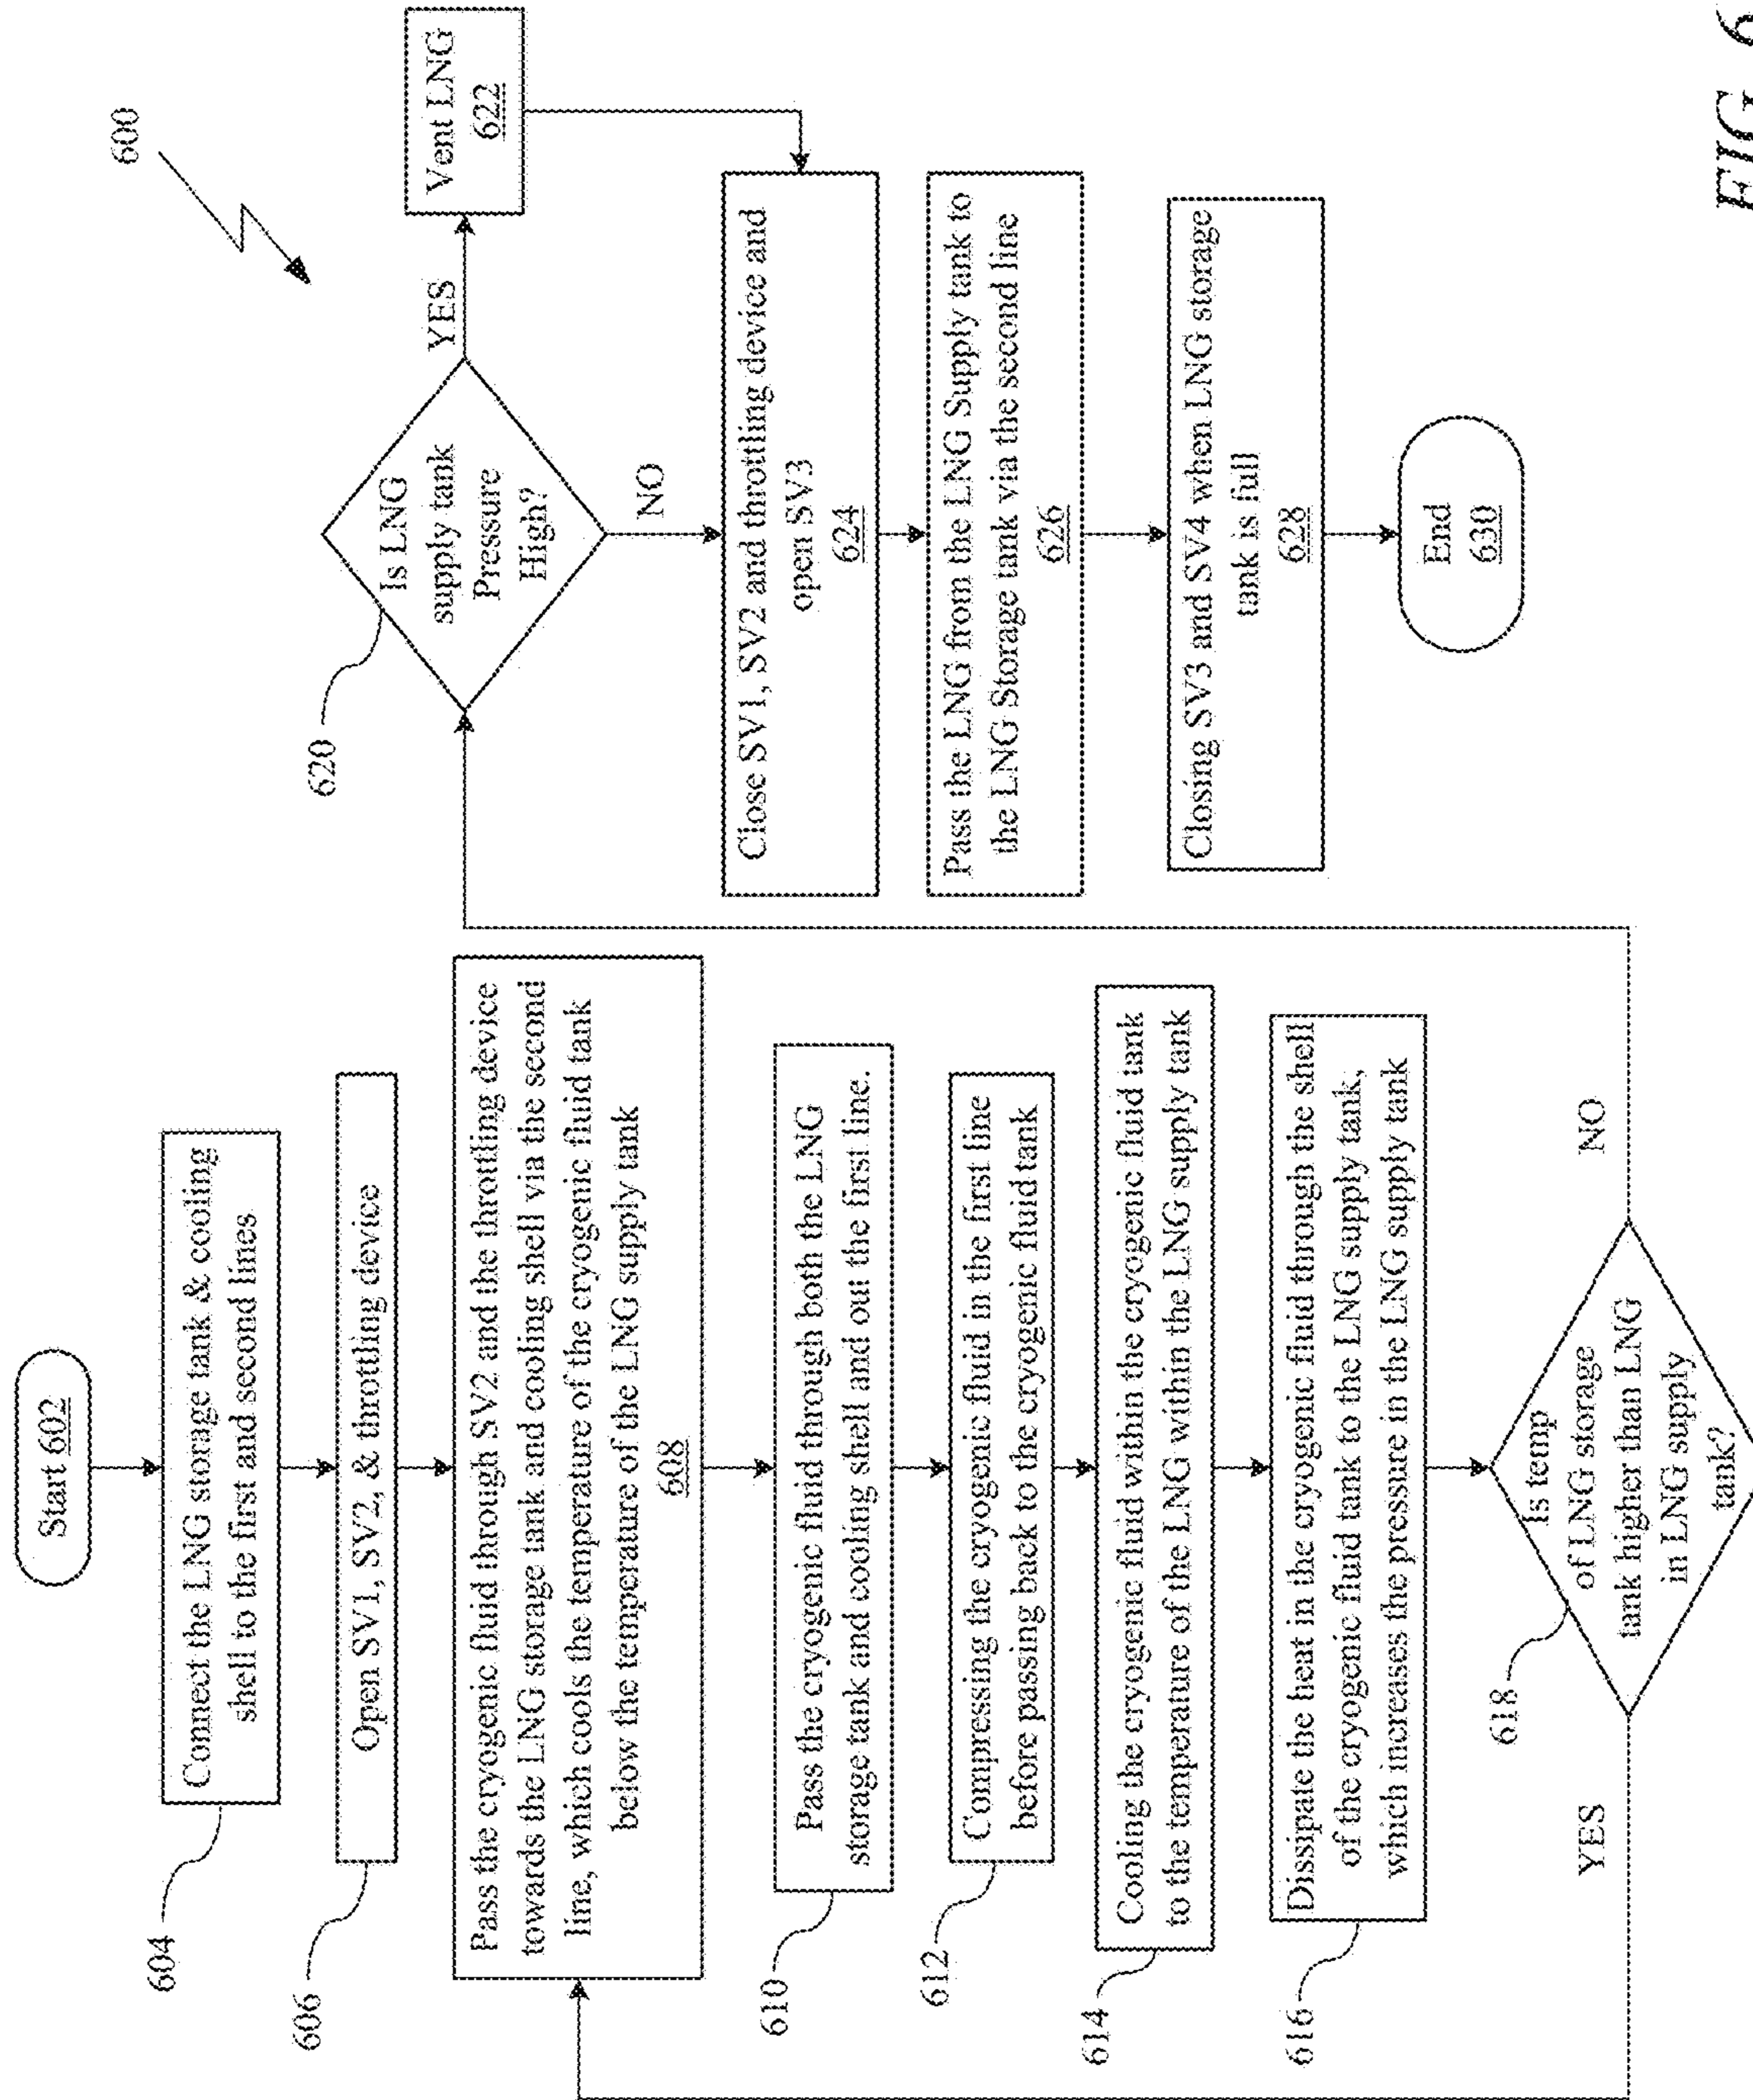 600
Start 602
604
Connect the LNG storage tank & cooling
shell to the first and second lines
606
Open SV1, SV2, & throttling device
Pass the cryogenic fluid through SV2 and the throttling device
towards the LNG storage tank and cooling shell via the second
line, which cools the temperature of the cryogenic fluid tank
below the temperature of the LNG supply tank
608
610
Pass the cryogenic fluid through both the LNG
storage tank and cooling shell and out the first line.
612
Compressing the cryogenic fluid in the first line
before passing back to the cryogenic fluid tank
614
Cooling the cryogenic fluid within the cryogenic fluid tank
to the temperature of the LNG within the LNG supply tank
616
Dissipate the heat in the cryogenic fluid through the shell
of the cryogenic fluid tank to the LNG supply tank,
which increases the pressure in the LNG supply tank
618
Is temp
of LNG storage
tank higher than LNG
in LNG supply
tank?
YES
NO
620
Is LNG
supply tank
Pressure
High?
YES
Vent LNG
622
NO
Close SV1, SV2 and throttling device and
open SV3
624
Pass the LNG from the LNG Supply tank to
the LNG Storage tank via the second line
626
Closing SV3 and SV4 when LNG storage
tank is full
628
End
630
FIG. 6